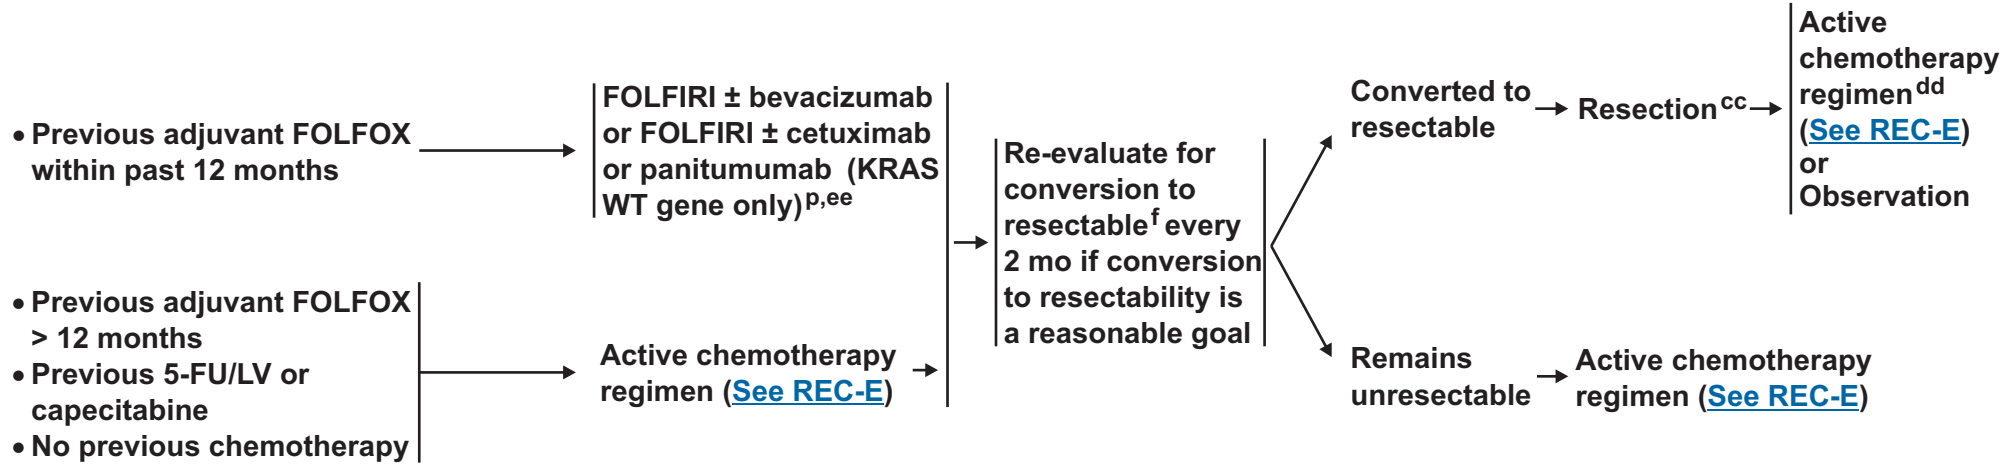 • Previous adjuvant FOLFOX
within past 12 months
FOLFIRI ± bevacizumab
or FOLFIRI ± cetuximab
or panitumumab (KRAS
WT gene only)p,ee
• Previous adjuvant FOLFOX
> 12 months
• Previous 5-FU/LV or
capecitabine
• No previous chemotherapy
Active chemotherapy
regimen (See REC-E)
Re-evaluate for
conversion to
resectablef every
2 mo if conversion
to resectability is
a reasonable goal
Converted to
resectable
Resectioncc
Active
chemotherapy
regimendd
(See REC-E)
or
Observation
Remains
unresectable
Active chemotherapy
regimen (See REC-E)